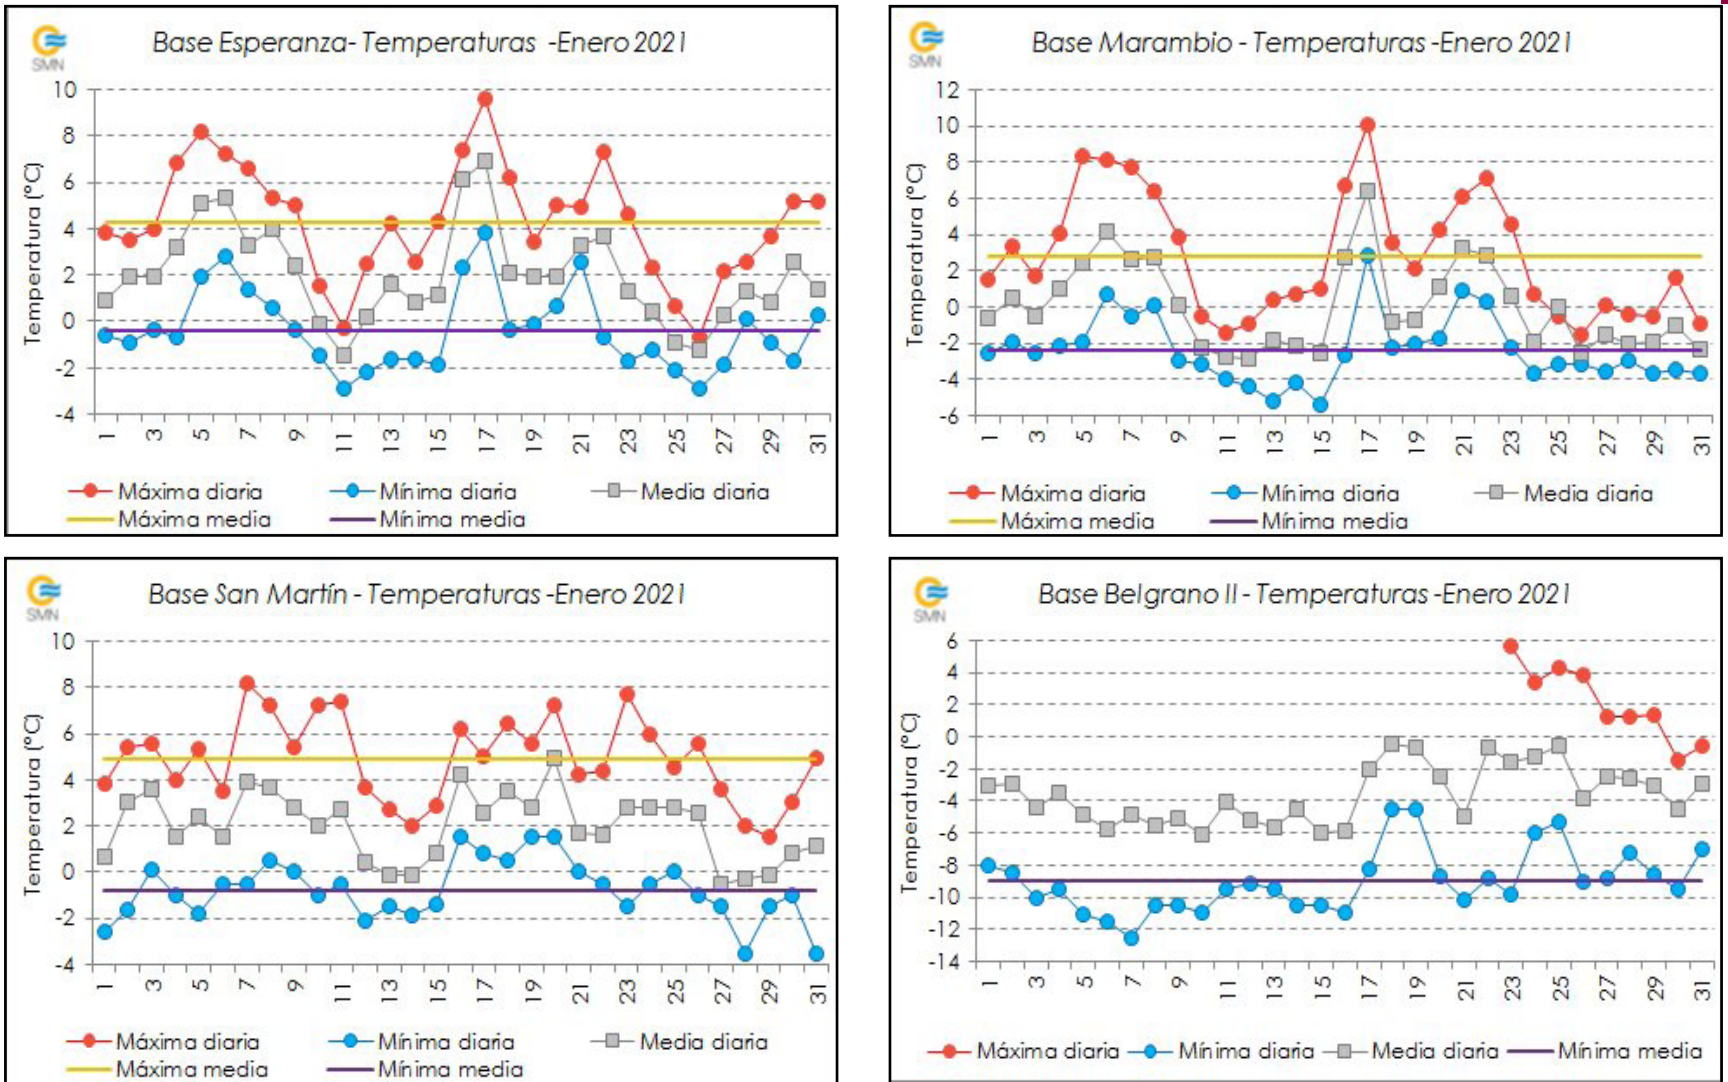 SMN
Base Esperanza- Temperaturas -Enero 2021
Temperatura (°C)
10
8
6
4
2
0
-2
-4
1 3 5 7 9 11 13 15 17 19 21 23 25 27 29 31
Máxima diaria Mínima diaria Media diaria
Máxima media Mínima media
SMN
Base Marambio - Temperaturas -Enero 2021
Temperatura (°C)
12
10
8
6
4
2
0
-2
-4
-6
1 3 5 7 9 11 13 15 17 19 21 23 25 27 29 31
Máxima diaria Mínima diaria Media diaria
Máxima media Mínima media
SMN
Base San Martín - Temperaturas -Enero 2021
Temperatura (°C)
10
8
6
4
2
0
-2
-4
1 3 5 7 9 11 13 15 17 19 21 23 25 27 29 31
Máxima diaria Mínima diaria Media diaria
Máxima media Mínima media
SMN
Base Belgrano II - Temperaturas -Enero 2021
Temperatura (°C)
6
4
2
0
-2
-4
-6
-8
-10
-12
-14
1 3 5 7 9 11 13 15 17 19 21 23 25 27 29 31
Máxima diaria Mínima diaria Media diaria Mínima media